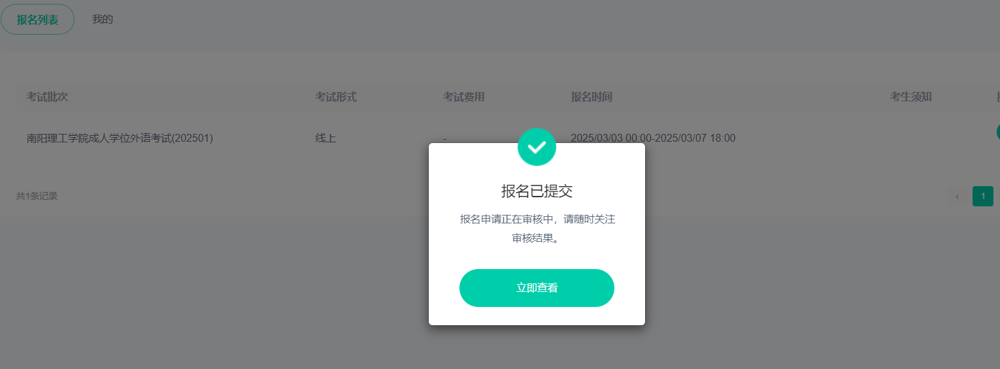 报名列表 我的
考试批次 考试形式 考试费用 报名时间 考生须知
南阳理工学院成人学位外语考试(202501) 线上 - 2025/03/03 00:00-2025/03/07 18:00
报名已提交
报名申请正在审核中，请随时关注
审核结果。
立即查看
共1条记录 ‹ 1